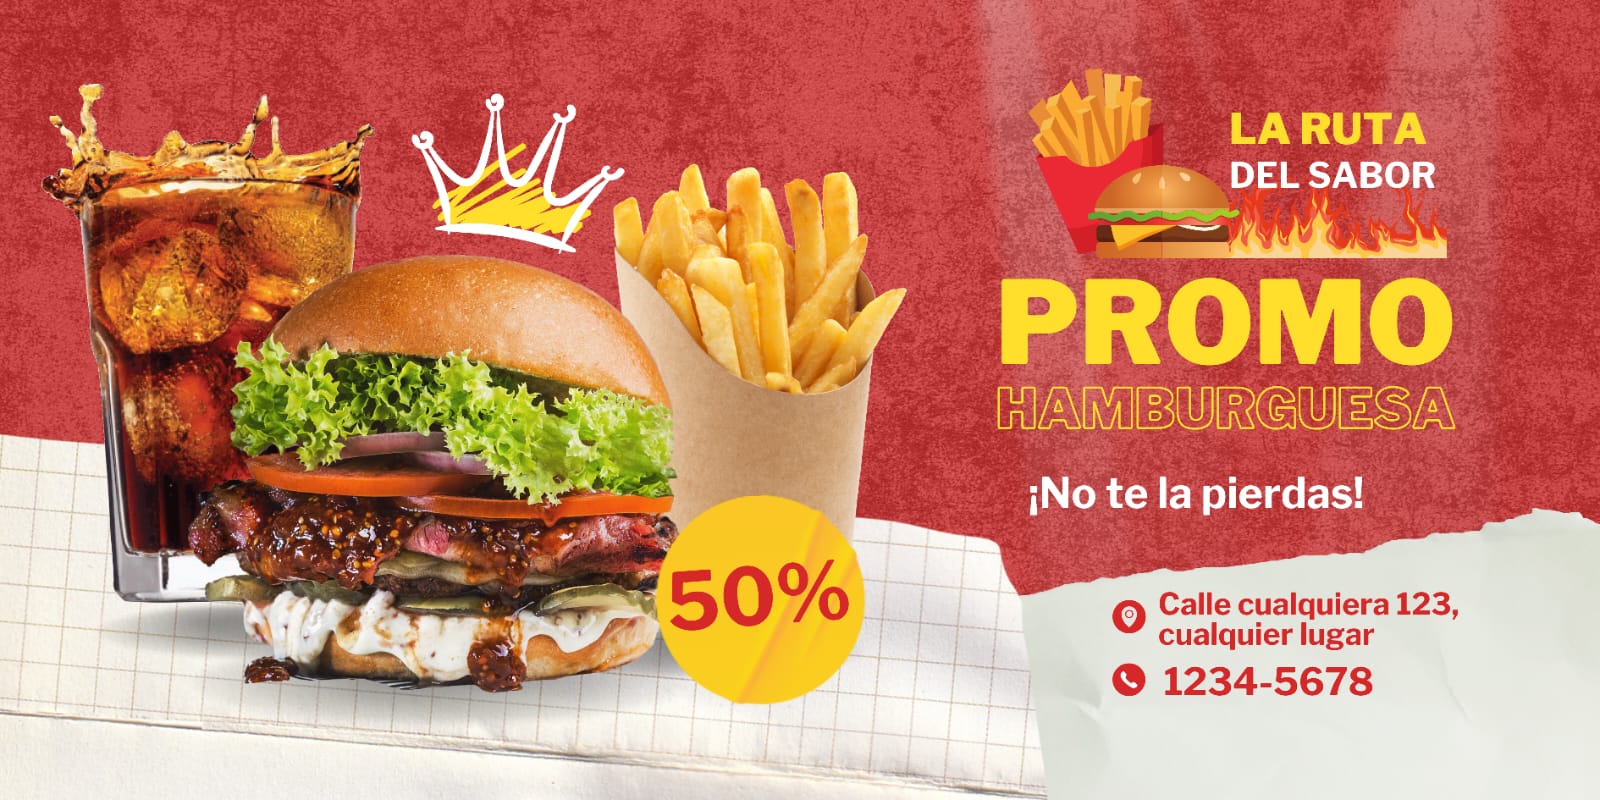 LA RUTA
DEL SABOR
PROMO
HAMBURGUESA
¡No te la pierdas!
50%
Calle cualquiera 123,
cualquier lugar
1234-5678